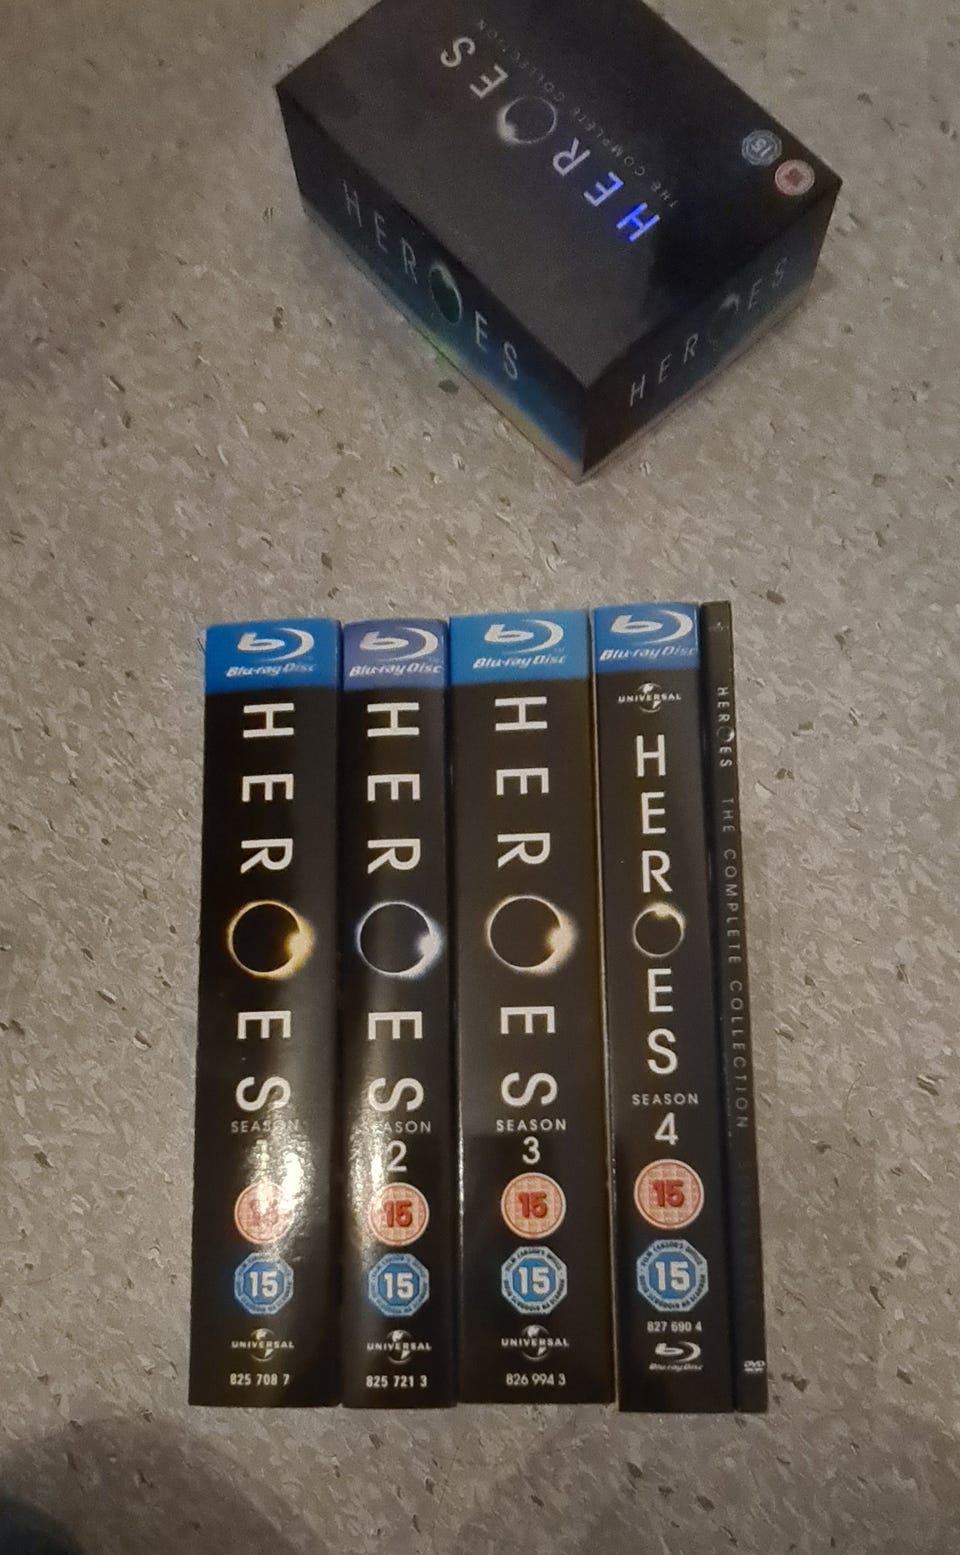 HEROES
THE COMPLETE COLLECTION
15
HEROES
HEROES
Blu-ray Disc
HEROES
SEASON
1
15
UNIVERSAL
825 708 7
Blu-ray Disc
HEROES
SEASON
2
15
15
UNIVERSAL
825 721 3
Blu-ray Disc
HEROES
SEASON
3
15
15
UNIVERSAL
826 994 3
Blu-ray Disc
UNIVERSAL
HEROES
SEASON
4
15
15
827 690 4
Blu-ray Disc
HEROES THE COMPLETE COLLECTION
DVD